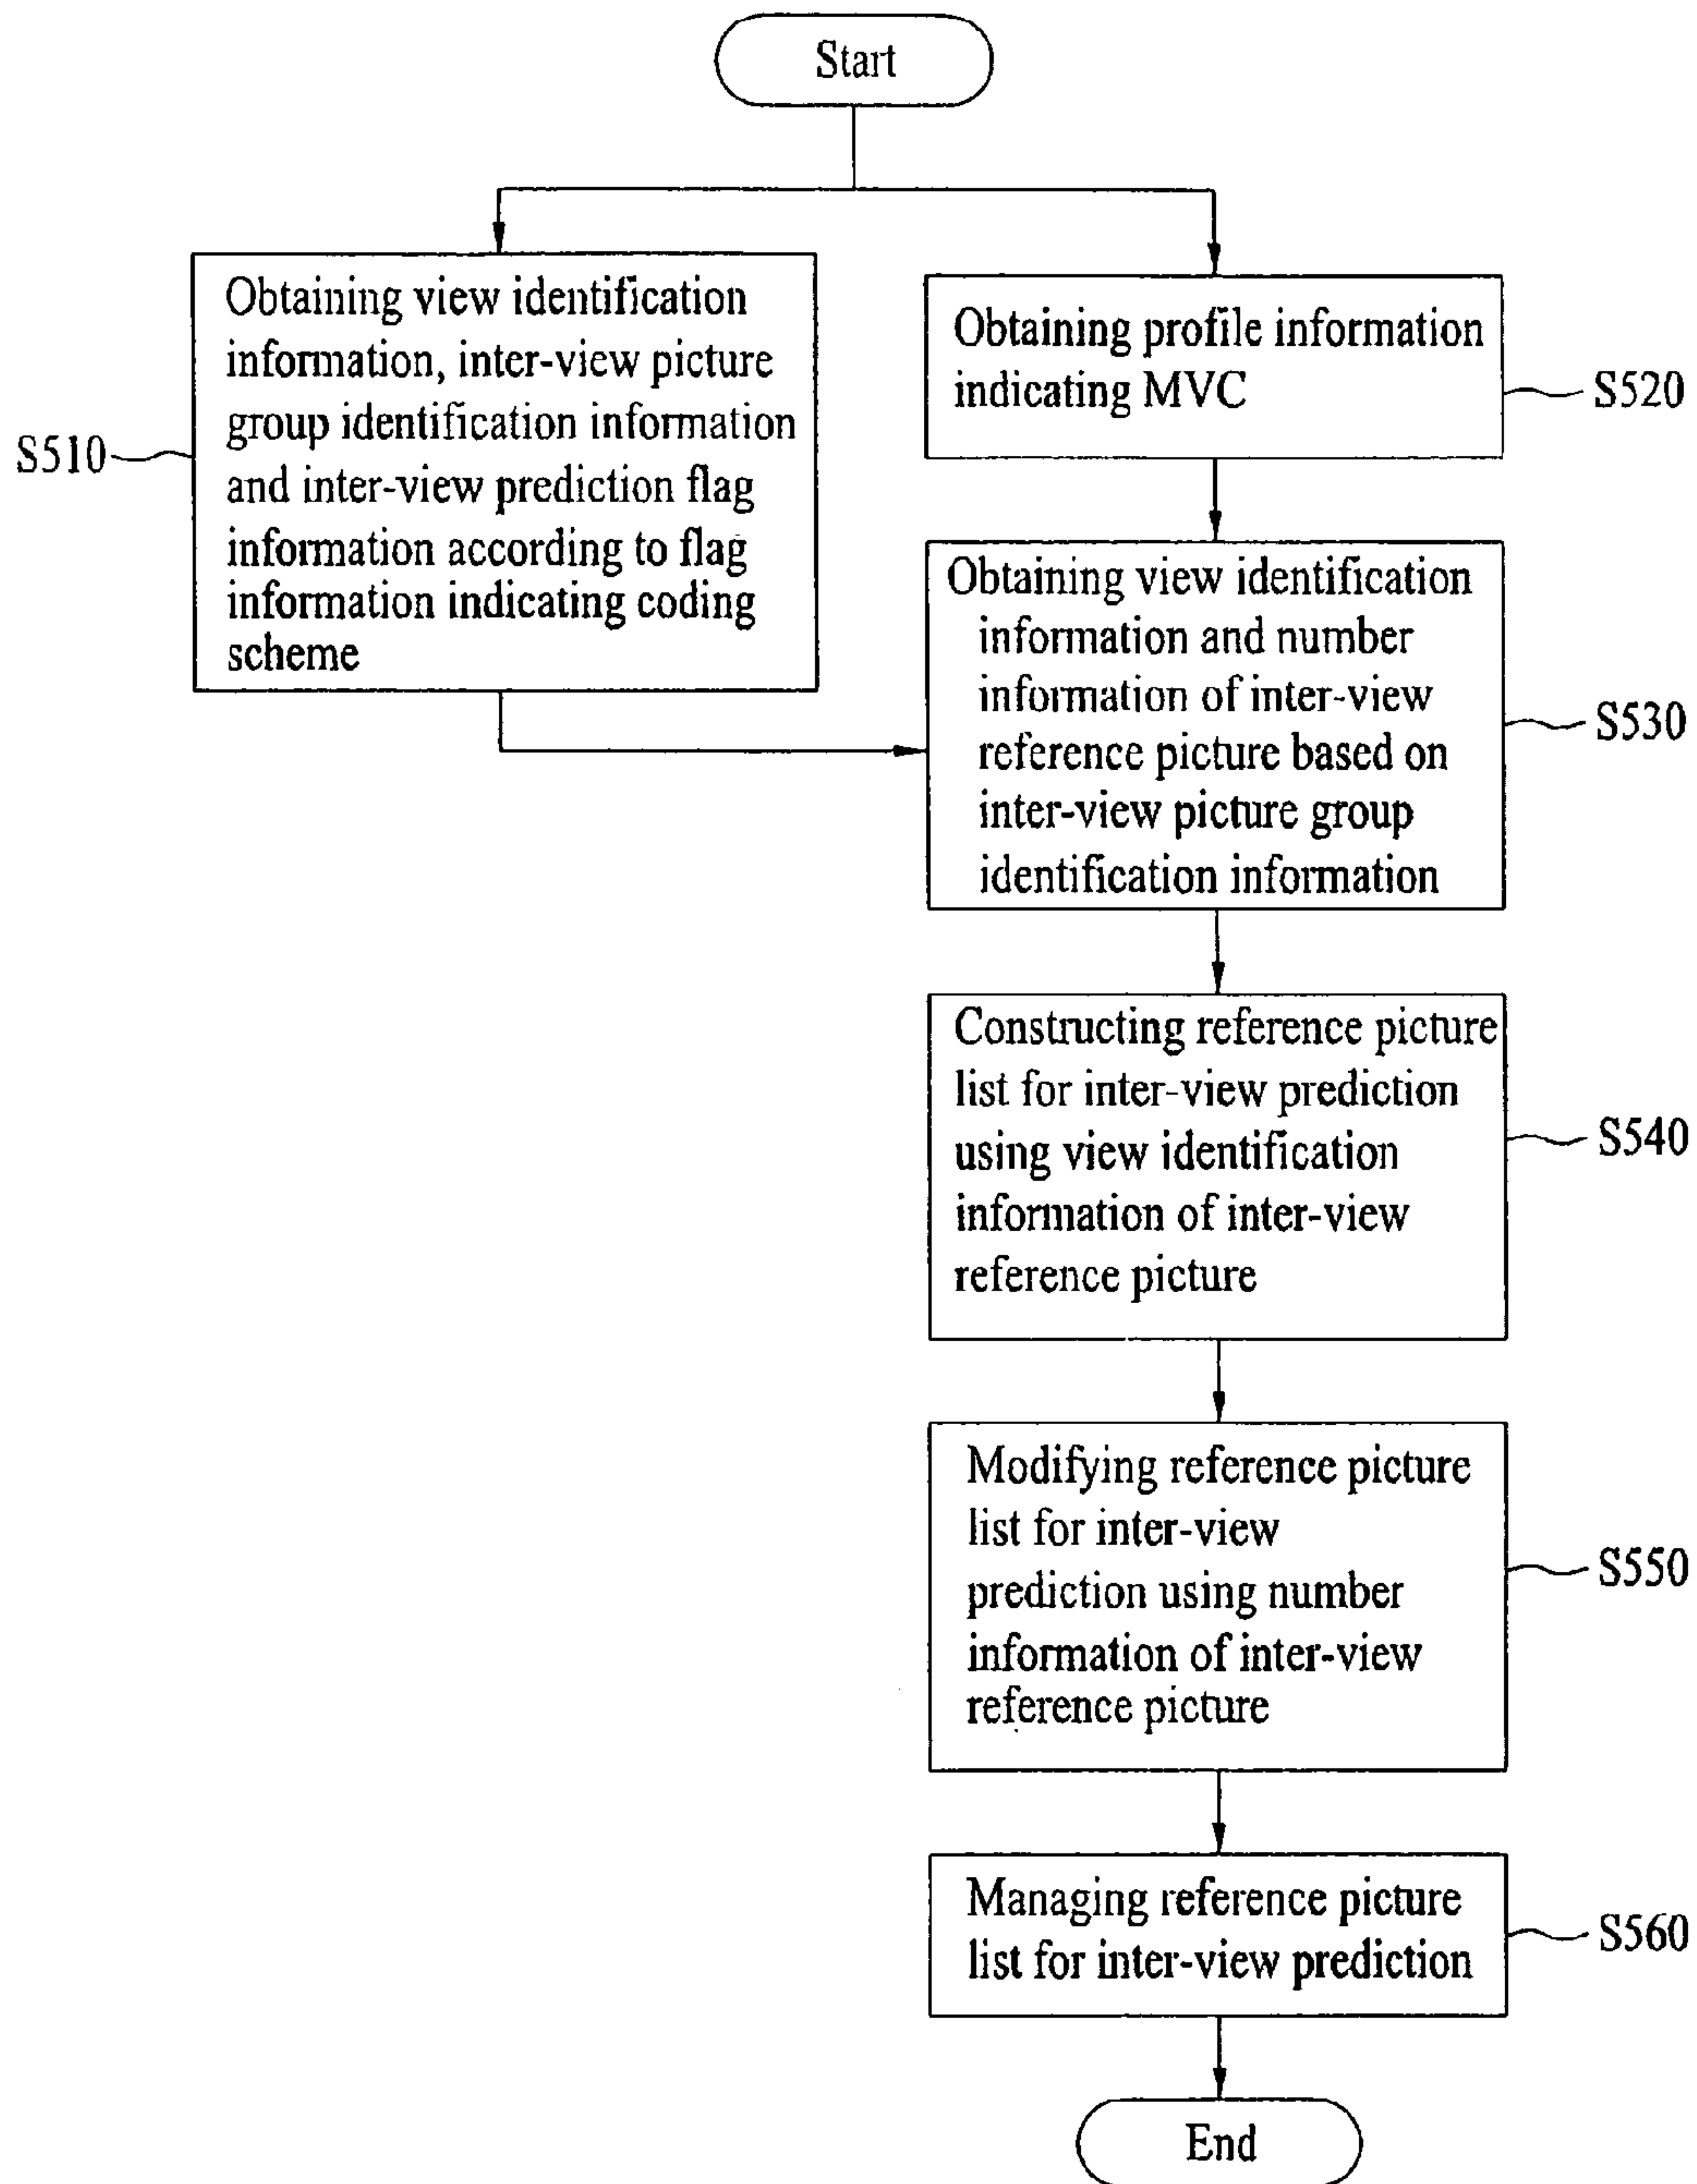 Start
S510
Obtaining view identification
information, inter-view picture
group identification information
and inter-view prediction flag
information according to flag
information indicating coding
scheme
Obtaining profile information
indicating MVC
S520
Obtaining view identification
information and number
information of inter-view
reference picture based on
inter-view picture group
identification information
S530
Constructing reference picture
list for inter-view prediction
using view identification
information of inter-view
reference picture
S540
Modifying reference picture
list for inter-view
prediction using number
information of inter-view
reference picture
S550
Managing reference picture
list for inter-view prediction
S560
End